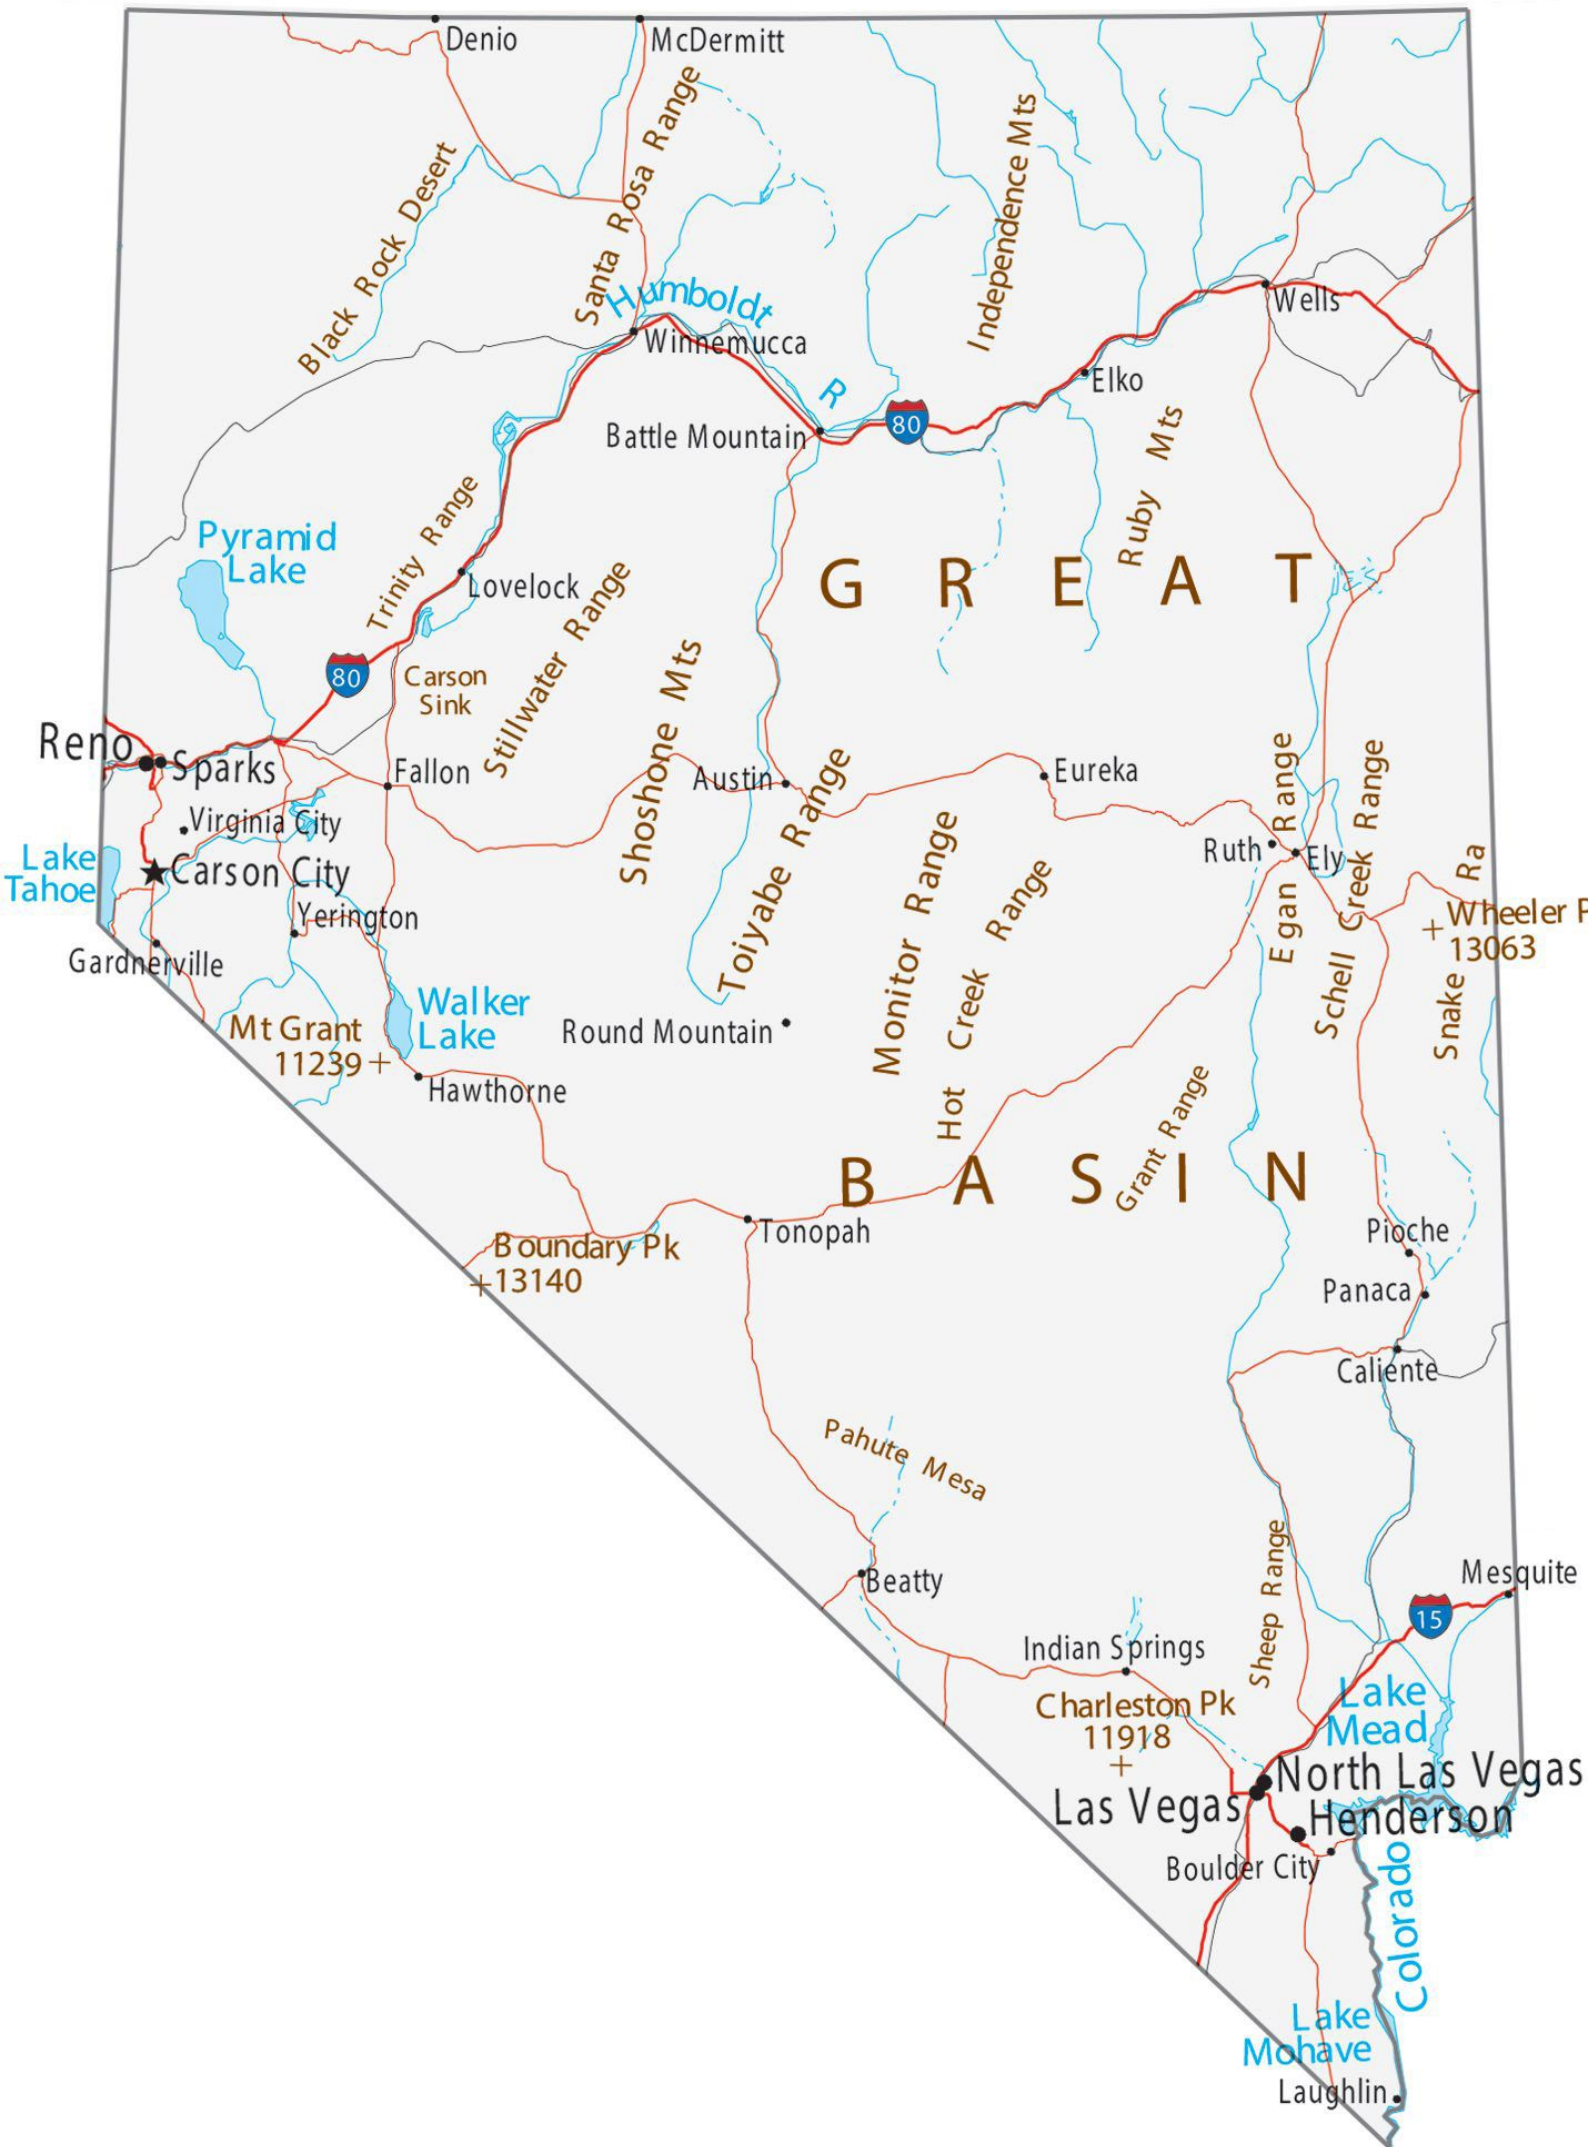 Denio
McDermitt
Santa Rosa Range
Independence Mts
Black Rock Desert
Humboldt
R
Winnemucca
Wells
Elko
80
Battle Mountain
Ruby Mts
Pyramid
Lake
Trinity Range
Lovelock
GREAT
Stillwater Range
80
Carson
Sink
Shoshone Mts
Reno
Sparks
Fallon
Austin
Toiyabe Range
Eureka
Egan Range
Schell Creek Range
Virginia City
Ruth
Ely
Lake
Tahoe
Carson City
Monitor Range
Hot Creek Range
Snake Ra
Wheeler P
13063
Yerington
Gardnerville
Walker
Lake
Mt Grant
11239
Round Mountain
Hawthorne
Grant Range
BASIN
Tonopah
Pioche
Boundary Pk
13140
Panaca
Caliente
Pahute Mesa
Sheep Range
Beatty
Mesquite
15
Indian Springs
Charleston Pk
11918
Lake
Mead
North Las Vegas
Las Vegas
Henderson
Boulder City
Colorado
Lake
Mohave
Laughlin